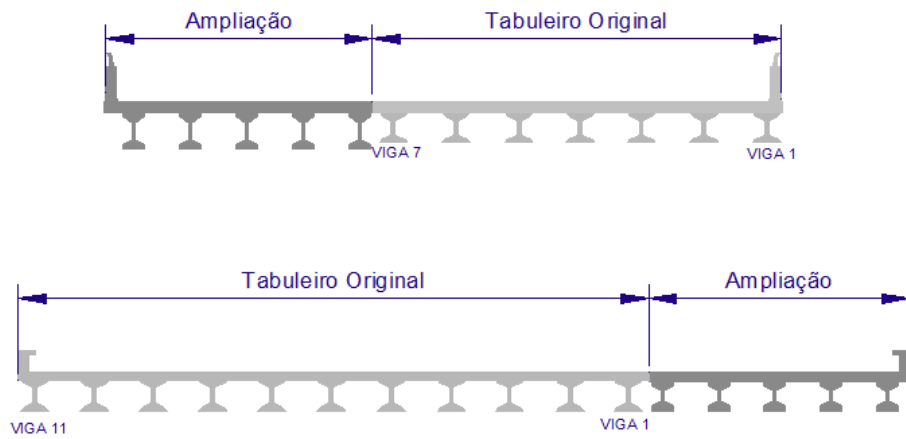 Ampliação
Tabuleiro Original
VIGA 7
VIGA 1
Tabuleiro Original
Ampliação
VIGA 11
VIGA 1